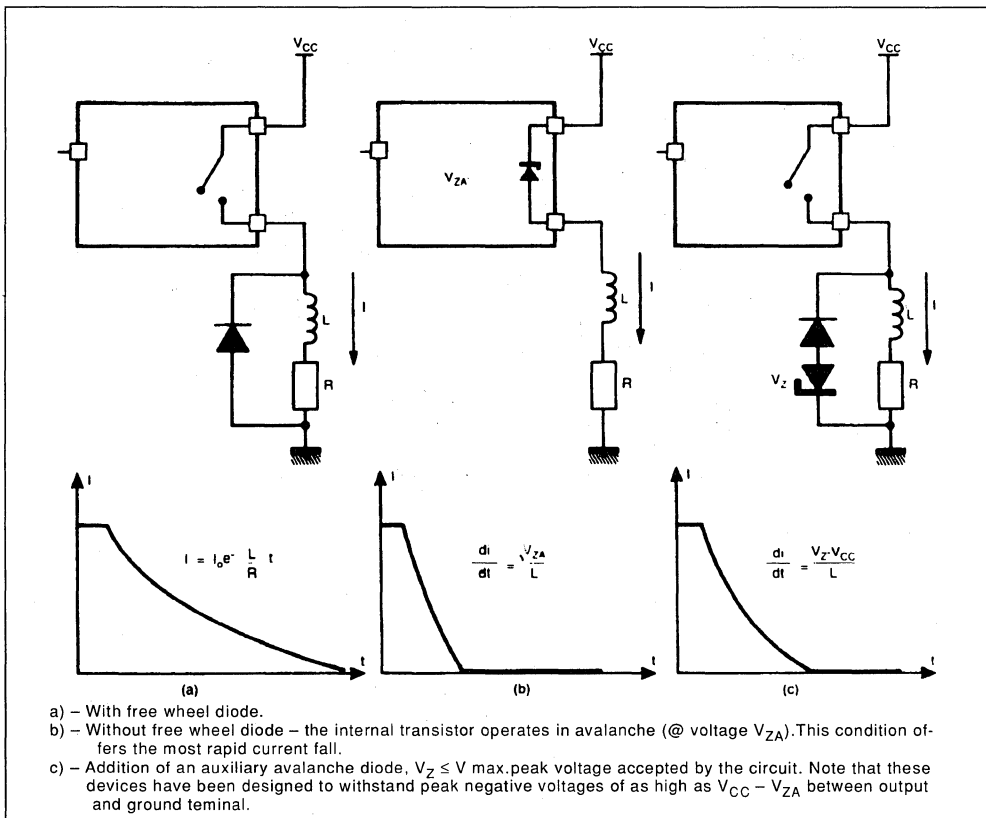 VCC VCC VCC
VZA
L I L I L I
R R VZ R
I I I
I = Ioe- L/R t
di/dt = VZA/L
di/dt = VZ-VCC/L
t t t
(a) (b) (c)
a) – With free wheel diode.
b) – Without free wheel diode – the internal transistor operates in avalanche (@ voltage VZA).This condition of-
fers the most rapid current fall.
c) – Addition of an auxiliary avalanche diode, VZ ≤ V max.peak voltage accepted by the circuit. Note that these
devices have been designed to withstand peak negative voltages of as high as VCC – VZA between output
and ground teminal.